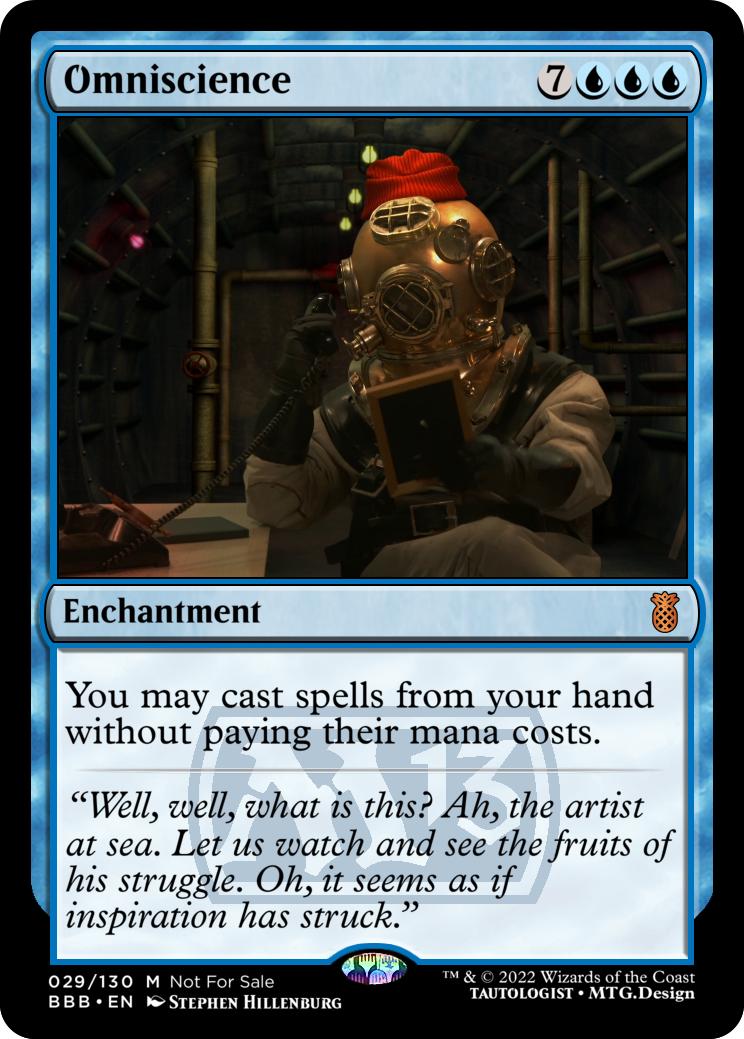 Omniscience 7
Enchantment
You may cast spells from your hand
without paying their mana costs.
“Well, well, what is this? Ah, the artist
at sea. Let us watch and see the fruits of
his struggle. Oh, it seems as if
inspiration has struck.”
M13
029/130 M Not For Sale
BBB • EN STEPHEN HILLENBURG
™ & © 2022 Wizards of the Coast
TAUTOLOGIST • MTG.Design